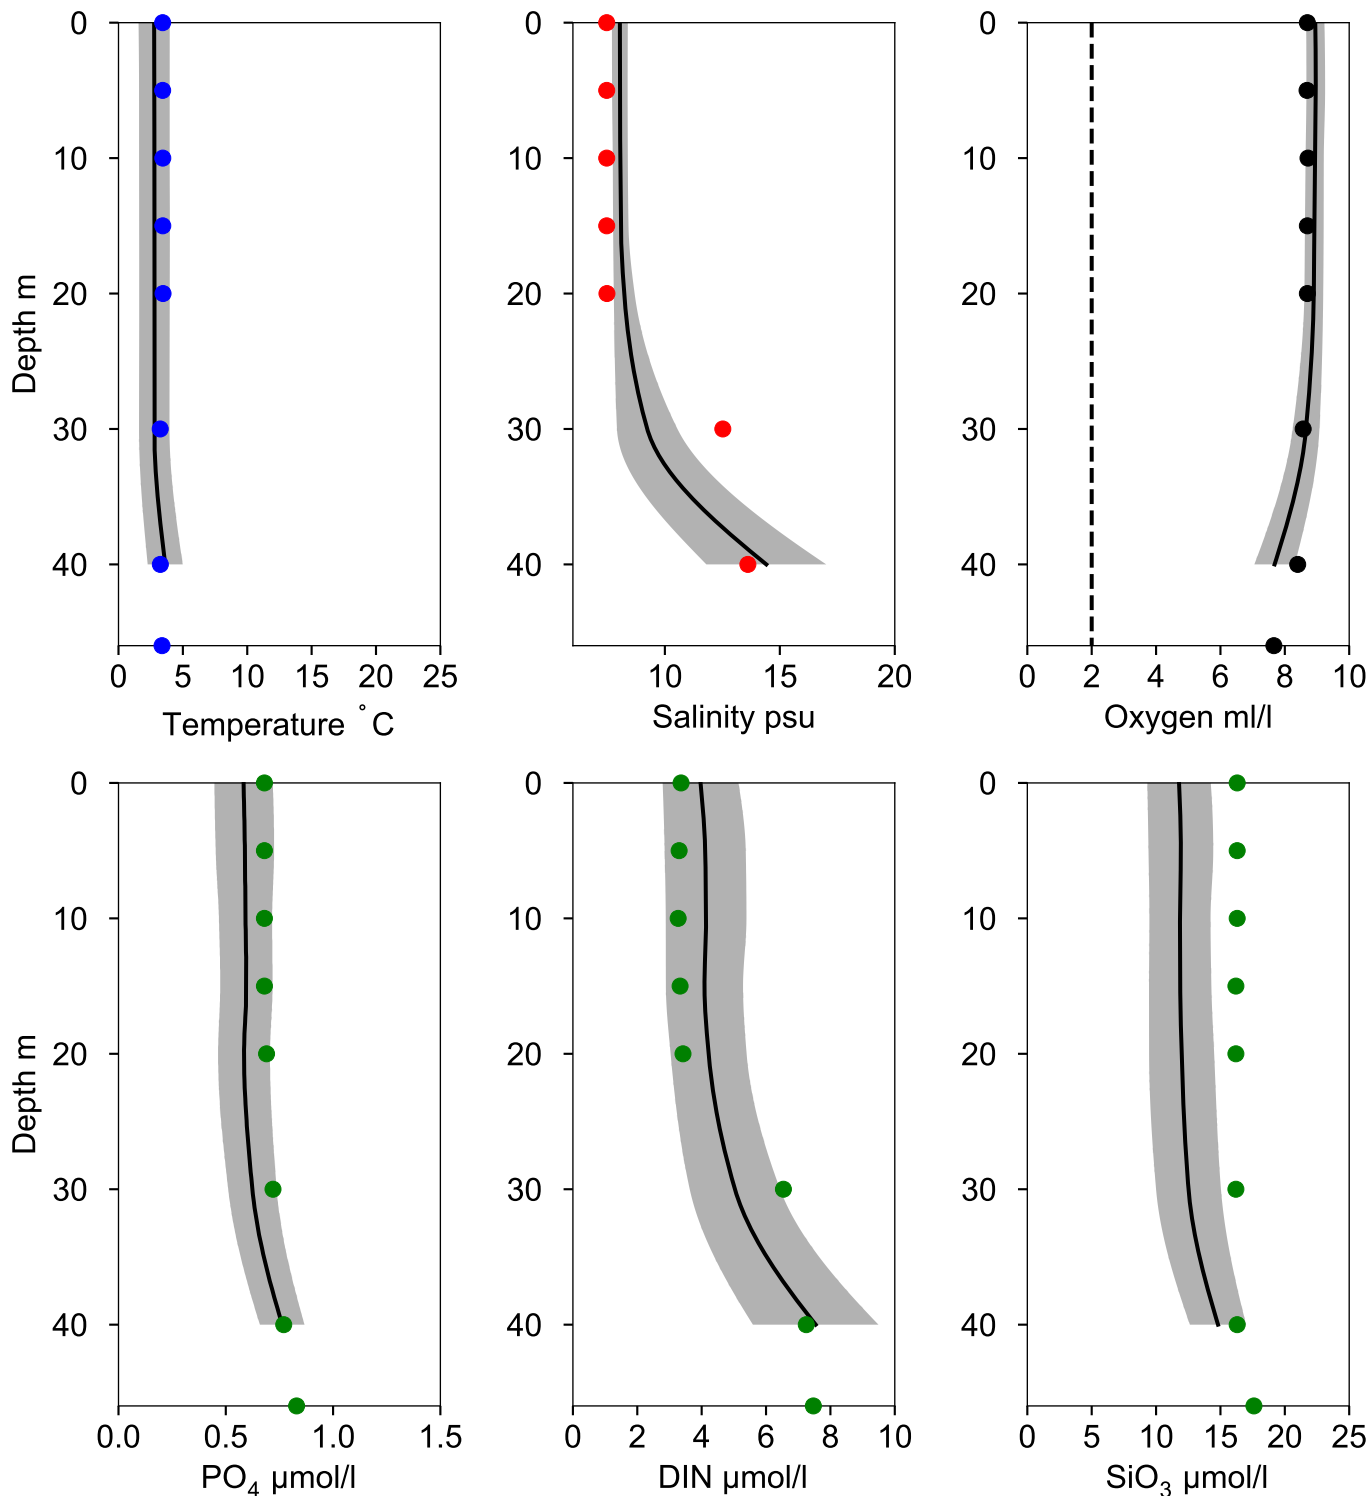 0
10
20
30
40
Depth m
0 5 10 15 20 25
Temperature °C
0
10
20
30
40
10 15 20
Salinity psu
0
10
20
30
40
0 2 4 6 8 10
Oxygen ml/l
0
10
20
30
40
Depth m
0.0 0.5 1.0 1.5
PO₄ µmol/l
0
10
20
30
40
0 2 4 6 8 10
DIN µmol/l
0
10
20
30
40
0 5 10 15 20 25
SiO₃ µmol/l